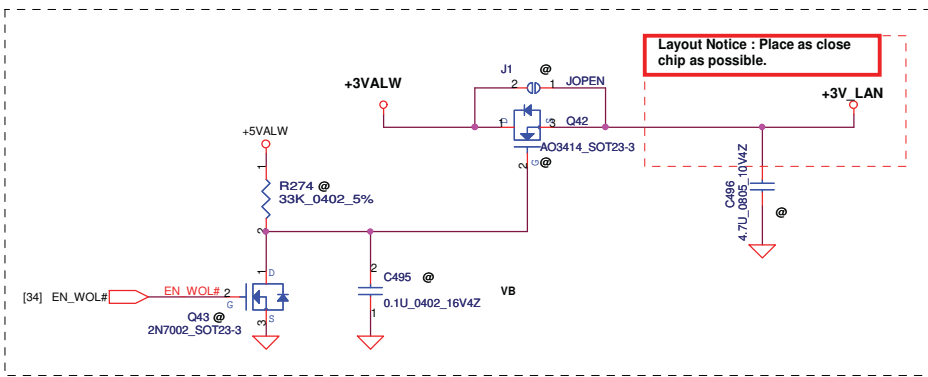 Layout Notice : Place as close
chip as possible.
J1 @
2 1 JOPEN
+3VALW
+3V_LAN
1 D S 3 Q42
AO3414_SOT23-3
G @
2
+5VALW
1
R274 @
33K_0402_5%
2
C496
4.7U_0805_10V4Z
@
1 D
2
C495 @
0.1U_0402_16V4Z
1
VB
[34] EN_WOL# EN_WOL# 2
G
Q43 @
3 S
2N7002_SOT23-3